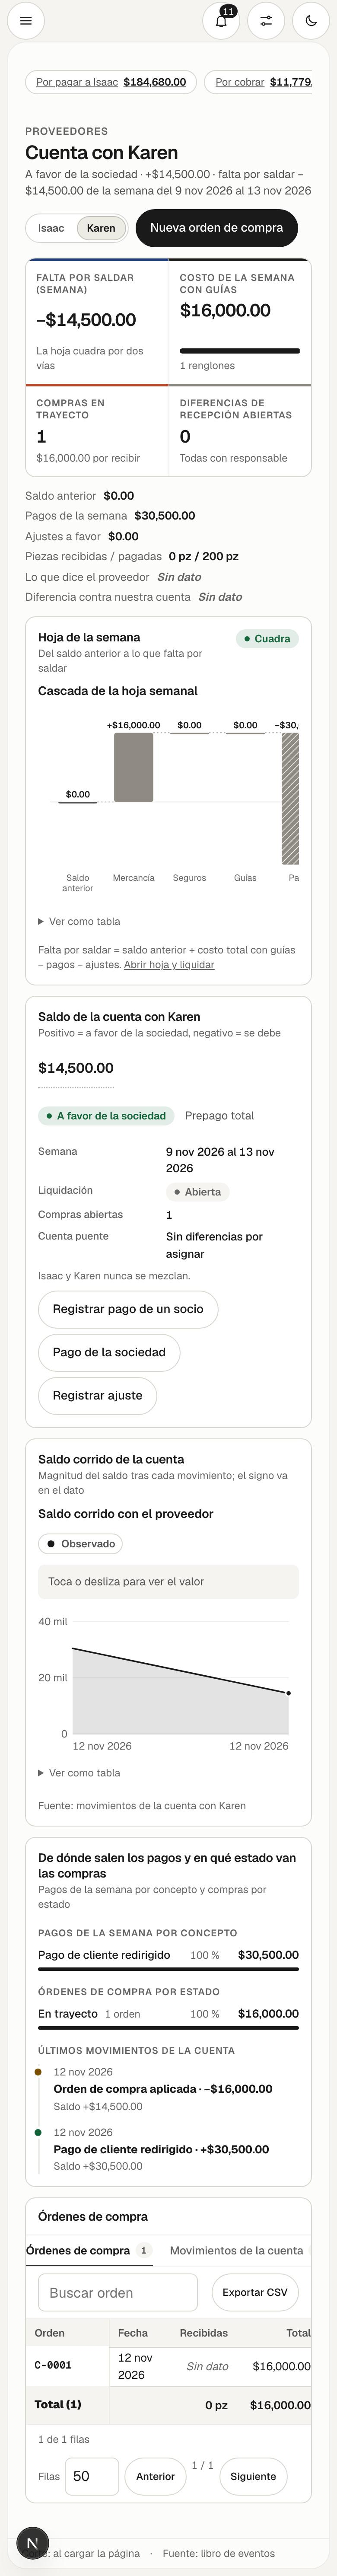 11
Por pagar a Isaac $184,680.00
Por cobrar $11,779.
PROVEEDORES
Cuenta con Karen
A favor de la sociedad · +$14,500.00 · falta por saldar −
$14,500.00 de la semana del 9 nov 2026 al 13 nov 2026
Isaac Karen
Nueva orden de compra
FALTA POR SALDAR
(SEMANA)
−$14,500.00
La hoja cuadra por dos
vías
COSTO DE LA SEMANA
CON GUÍAS
$16,000.00
1 renglones
COMPRAS EN
TRAYECTO
1
$16,000.00 por recibir
DIFERENCIAS DE
RECEPCIÓN ABIERTAS
0
Todas con responsable
Saldo anterior $0.00
Pagos de la semana $30,500.00
Ajustes a favor $0.00
Piezas recibidas / pagadas 0 pz / 200 pz
Lo que dice el proveedor Sin dato
Diferencia contra nuestra cuenta Sin dato
Hoja de la semana
Cuadra
Del saldo anterior a lo que falta por
saldar
Cascada de la hoja semanal
+$16,000.00 $0.00 $0.00 −$30,
$0.00
Saldo
anterior
Mercancía
Seguros
Guías
Pa
Ver como tabla
Falta por saldar = saldo anterior + costo total con guías
– pagos – ajustes. Abrir hoja y liquidar
Saldo de la cuenta con Karen
Positivo = a favor de la sociedad, negativo = se debe
$14,500.00
A favor de la sociedad Prepago total
Semana 9 nov 2026 al 13 nov
2026
Liquidación Abierta
Compras abiertas 1
Cuenta puente Sin diferencias por
asignar
Isaac y Karen nunca se mezclan.
Registrar pago de un socio
Pago de la sociedad
Registrar ajuste
Saldo corrido de la cuenta
Magnitud del saldo tras cada movimiento; el signo va
en el dato
Saldo corrido con el proveedor
Observado
Toca o desliza para ver el valor
40 mil
20 mil
0
12 nov 2026 12 nov 2026
Ver como tabla
Fuente: movimientos de la cuenta con Karen
De dónde salen los pagos y en qué estado van
las compras
Pagos de la semana por concepto y compras por
estado
PAGOS DE LA SEMANA POR CONCEPTO
Pago de cliente redirigido 100 % $30,500.00
ÓRDENES DE COMPRA POR ESTADO
En trayecto 1 orden 100 % $16,000.00
ÚLTIMOS MOVIMIENTOS DE LA CUENTA
12 nov 2026
Orden de compra aplicada · −$16,000.00
Saldo +$14,500.00
12 nov 2026
Pago de cliente redirigido · +$30,500.00
Saldo +$30,500.00
Órdenes de compra
Órdenes de compra 1 Movimientos de la cuenta
Buscar orden
Exportar CSV
Orden Fecha Recibidas Total
C-0001 12 nov
2026 Sin dato $16,000.00
Total (1) 0 pz $16,000.00
1 de 1 filas
Filas 50 Anterior 1 / 1 Siguiente
N
al cargar la página · Fuente: libro de eventos